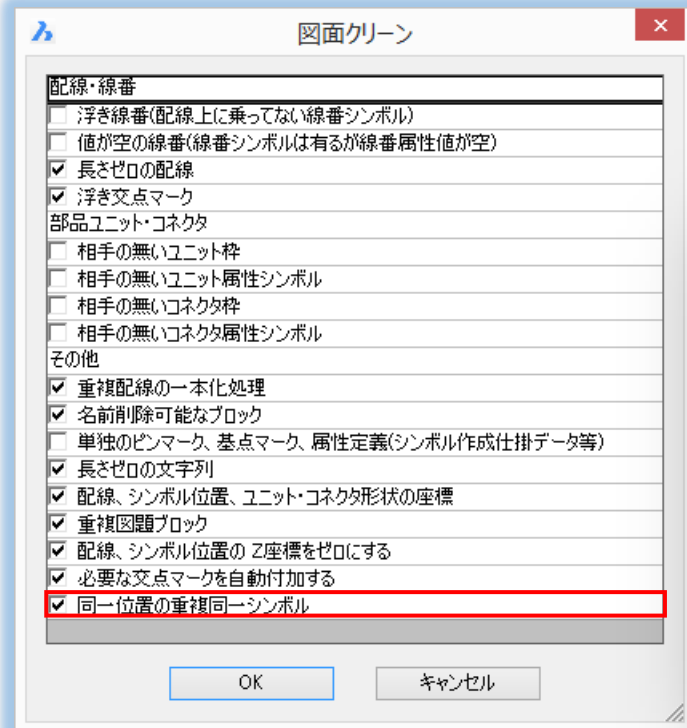 図面クリーン
配線・線番
浮き線番(配線上に乗ってない線番シンボル)
値が空の線番(線番シンボルは有るが線番属性値が空)
長さゼロの配線
浮き交点マーク
部品ユニット・コネクタ
相手の無いユニット枠
相手の無いユニット属性シンボル
相手の無いコネクタ枠
相手の無いコネクタ属性シンボル
その他
重複配線の一本化処理
名前削除可能なブロック
単独のピンマーク、基点マーク、属性定義(シンボル作成仕掛データ等)
長さゼロの文字列
配線、シンボル位置、ユニット・コネクタ形状の座標
重複図題ブロック
配線、シンボル位置の Z座標をゼロにする
必要な交点マークを自動付加する
同一位置の重複同一シンボル
OK キャンセル